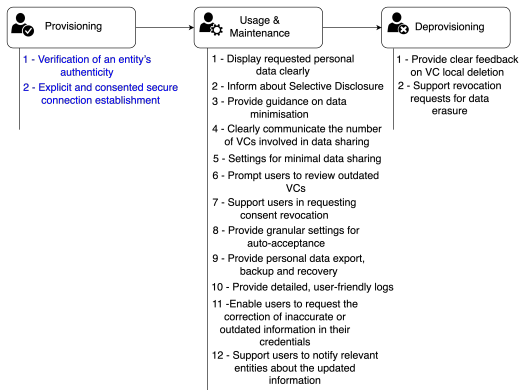 Provisioning
1 - Verification of an entity's
authenticity
2 - Explicit and consented secure
connection establishment
Usage &
Maintenance
1 - Display requested personal
data clearly
2 - Inform about Selective Disclosure
3 - Provide guidance on data
minimisation
4 - Clearly communicate the number
of VCs involved in data sharing
5 - Settings for minimal data sharing
6 - Prompt users to review outdated
VCs
7 - Support users in requesting
consent revocation
8 - Provide granular settings for
auto-acceptance
9 - Provide personal data export,
backup and recovery
10 - Provide detailed, user-friendly logs
11 -Enable users to request the
correction of inaccurate or
outdated information in their
credentials
12 - Support users to notify relevant
entities about the updated
information
Deprovisioning
1 - Provide clear feedback
on VC local deletion
2 - Support revocation
requests for data
erasure